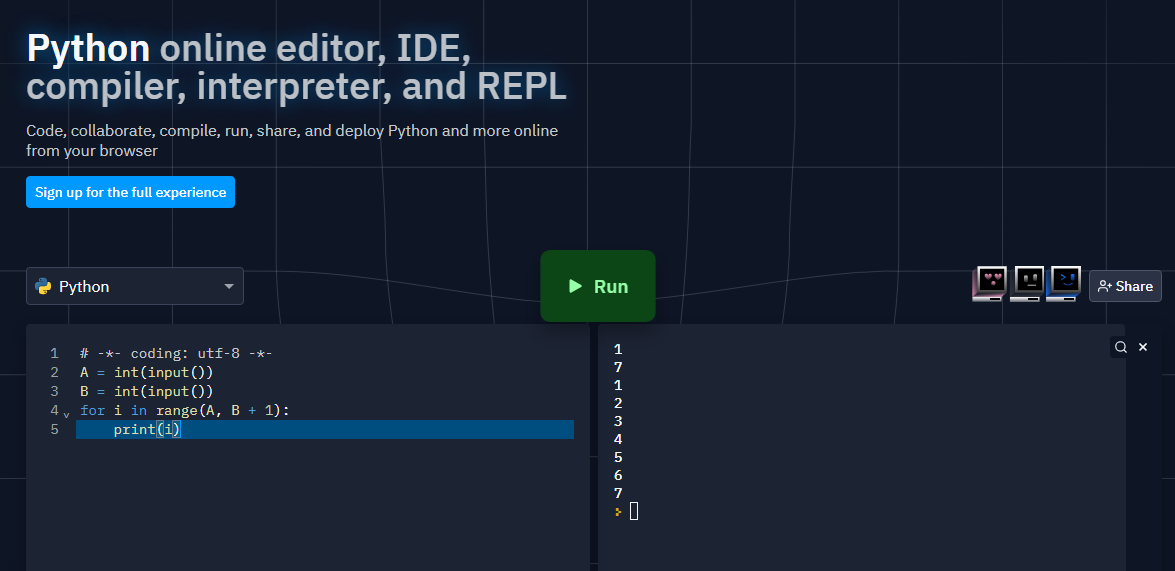 Python online editor, IDE,
compiler, interpreter, and REPL
Code, collaborate, compile, run, share, and deploy Python and more online
from your browser
Sign up for the full experience
Python
Run
Share
1 # -*- coding: utf-8 -*-
2 A = int(input())
3 B = int(input())
4 for i in range(A, B + 1):
5     print(i)
1
7
1
2
3
4
5
6
7